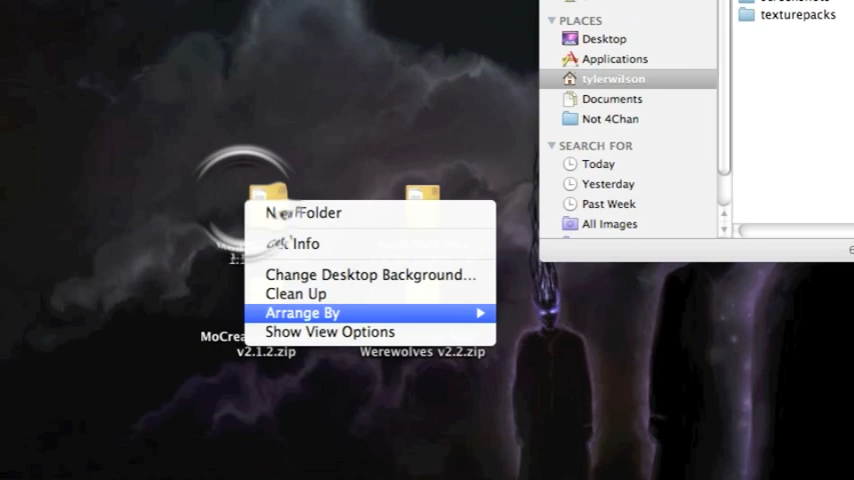 texturepacks
PLACES
Desktop
Applications
tylerwilson
Documents
Not 4Chan
SEARCH FOR
Today
Yesterday
Past Week
All Images
Folder
Info
Change Desktop Background...
Clean Up
Arrange By
Show View Options
v2.1.2.zip
Werewolves v2.2.zip